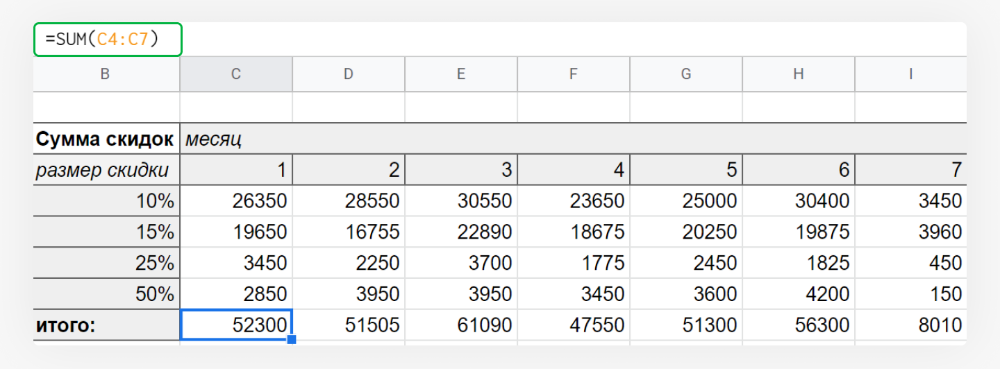 =SUM(C4:C7)
B C D E F G H I
Сумма скидок месяц
размер скидки 1 2 3 4 5 6 7
10% 26350 28550 30550 23650 25000 30400 3450
15% 19650 16755 22890 18675 20250 19875 3960
25% 3450 2250 3700 1775 2450 1825 450
50% 2850 3950 3950 3450 3600 4200 150
итого: 52300 51505 61090 47550 51300 56300 8010